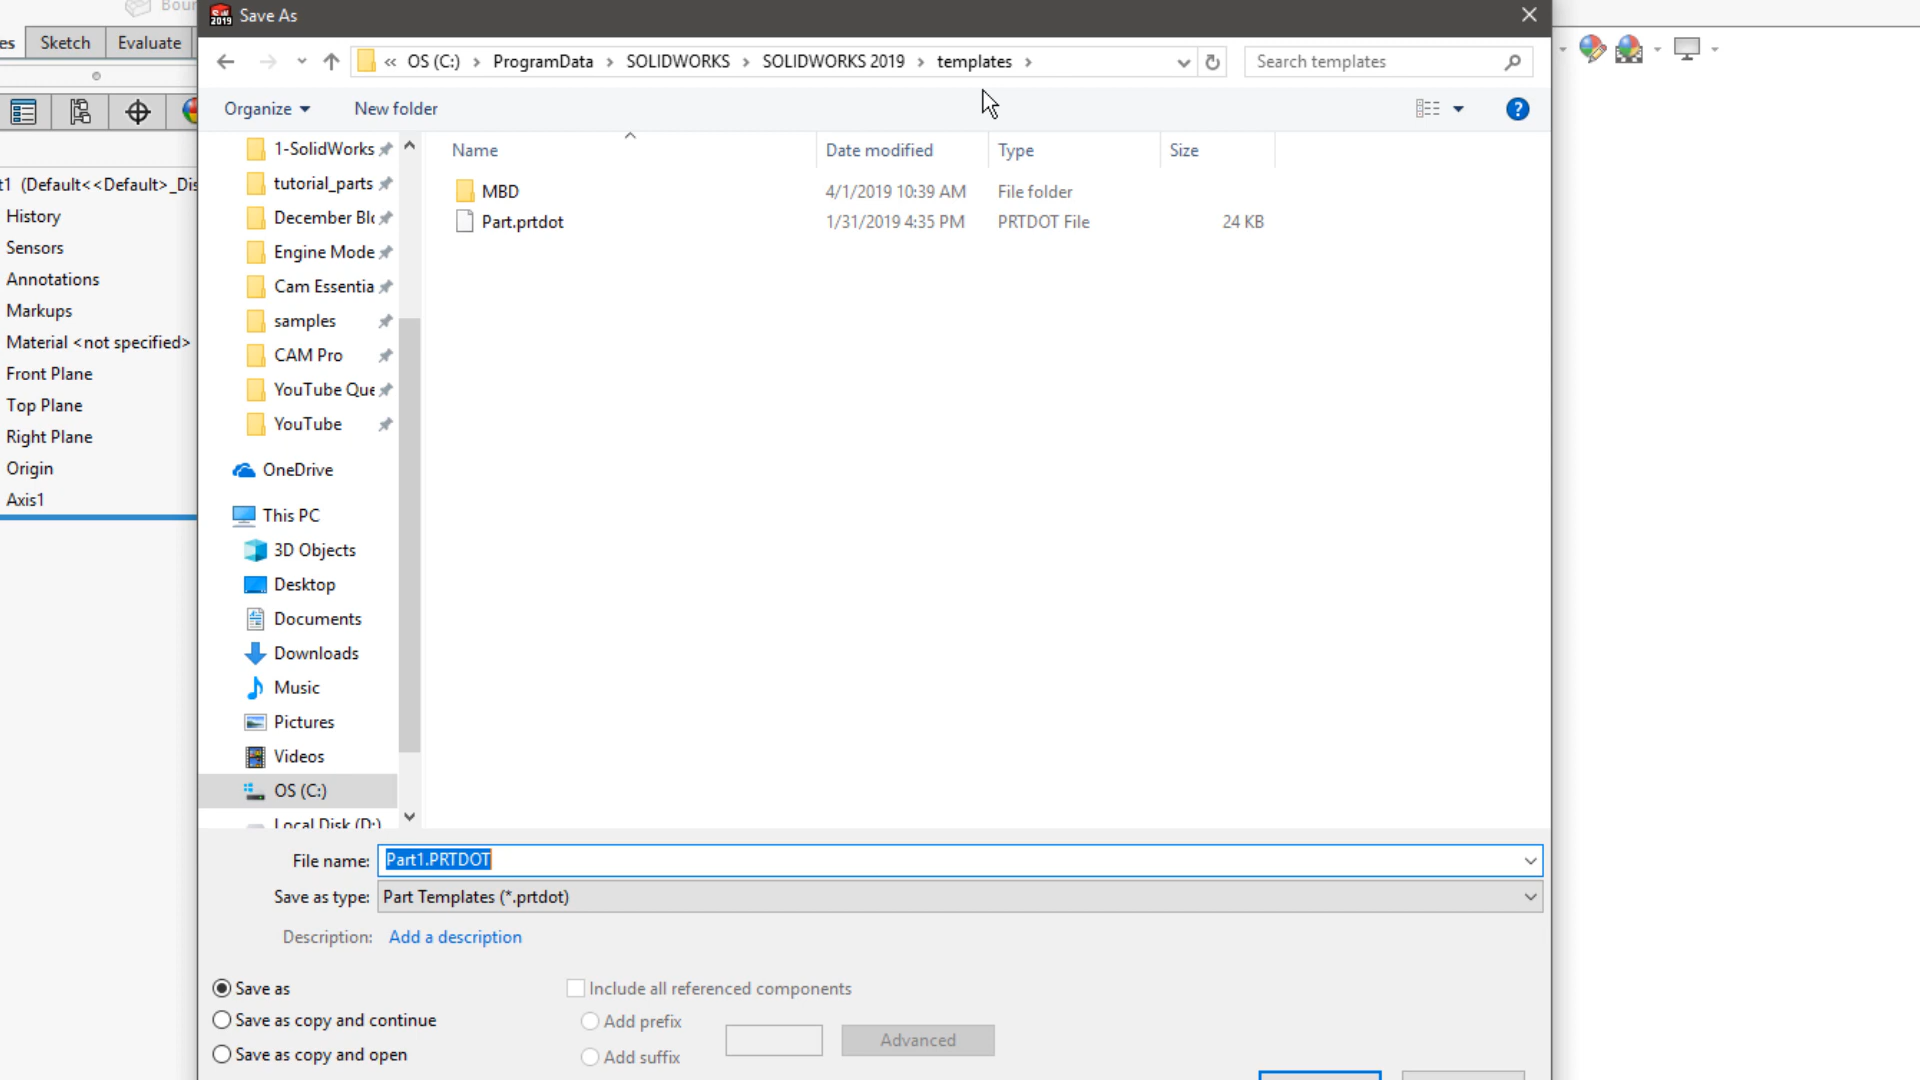 Boun
SW 2019 Save As
es Sketch Evaluate
« OS (C:) › ProgramData › SOLIDWORKS › SOLIDWORKS 2019 › templates ›
Search templates
Organize
New folder
?
Name Date modified Type Size
MBD 4/1/2019 10:39 AM File folder
Part.prtdot 1/31/2019 4:35 PM PRTDOT File 24 KB
t1 (Default<<Default>_Dis
History
Sensors
Annotations
Markups
Material <not specified>
Front Plane
Top Plane
Right Plane
Origin
Axis1
1-SolidWorks
tutorial_parts
December Blo
Engine Mode
Cam Essentia
samples
CAM Pro
YouTube Que
YouTube
OneDrive
This PC
3D Objects
Desktop
Documents
Downloads
Music
Pictures
Videos
OS (C:)
Local Disk (D:)
File name: Part1.PRTDOT
Save as type: Part Templates (*.prtdot)
Description: Add a description
Save as
Save as copy and continue
Save as copy and open
Include all referenced components
Add prefix
Add suffix
Advanced